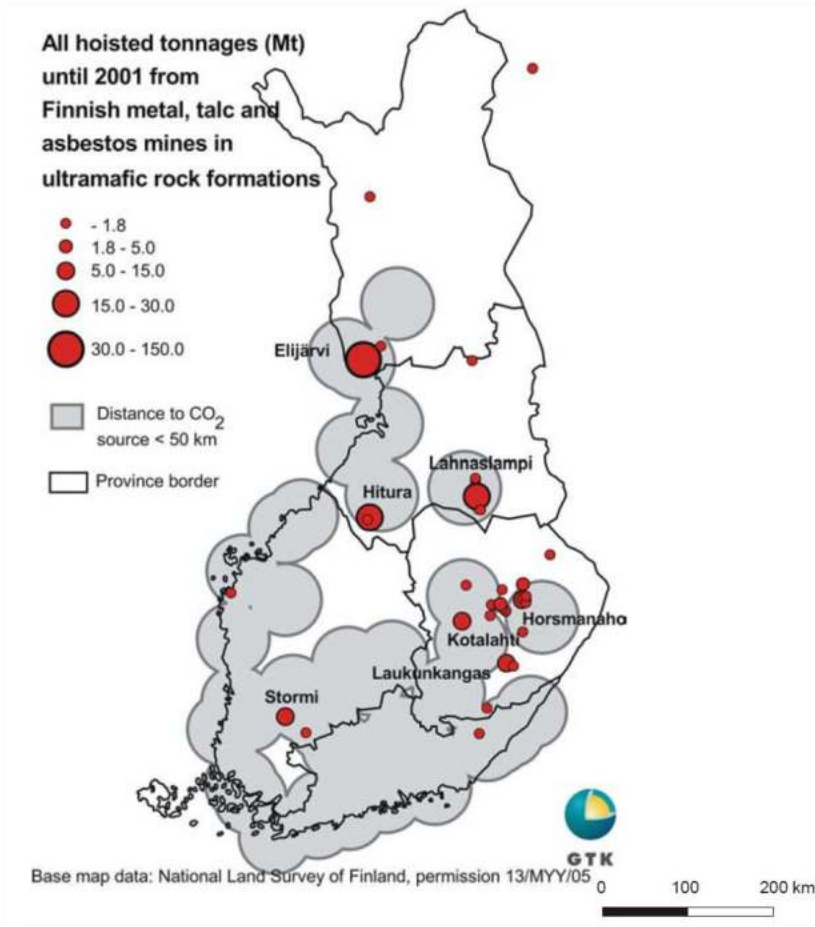 All hoisted tonnages (Mt)
until 2001 from
Finnish metal, talc and
asbestos mines in
ultramafic rock formations
- 1.8
1.8 - 5.0
5.0 - 15.0
15.0 - 30.0
30.0 - 150.0
Distance to CO2
source < 50 km
Province border
Elijärvi
Lahnaslampi
Hitura
Horsmanaho
Kotalahti
Laukunkangas
Stormi
GTK
Base map data: National Land Survey of Finland, permission 13/MYY/05
0 100 200 km